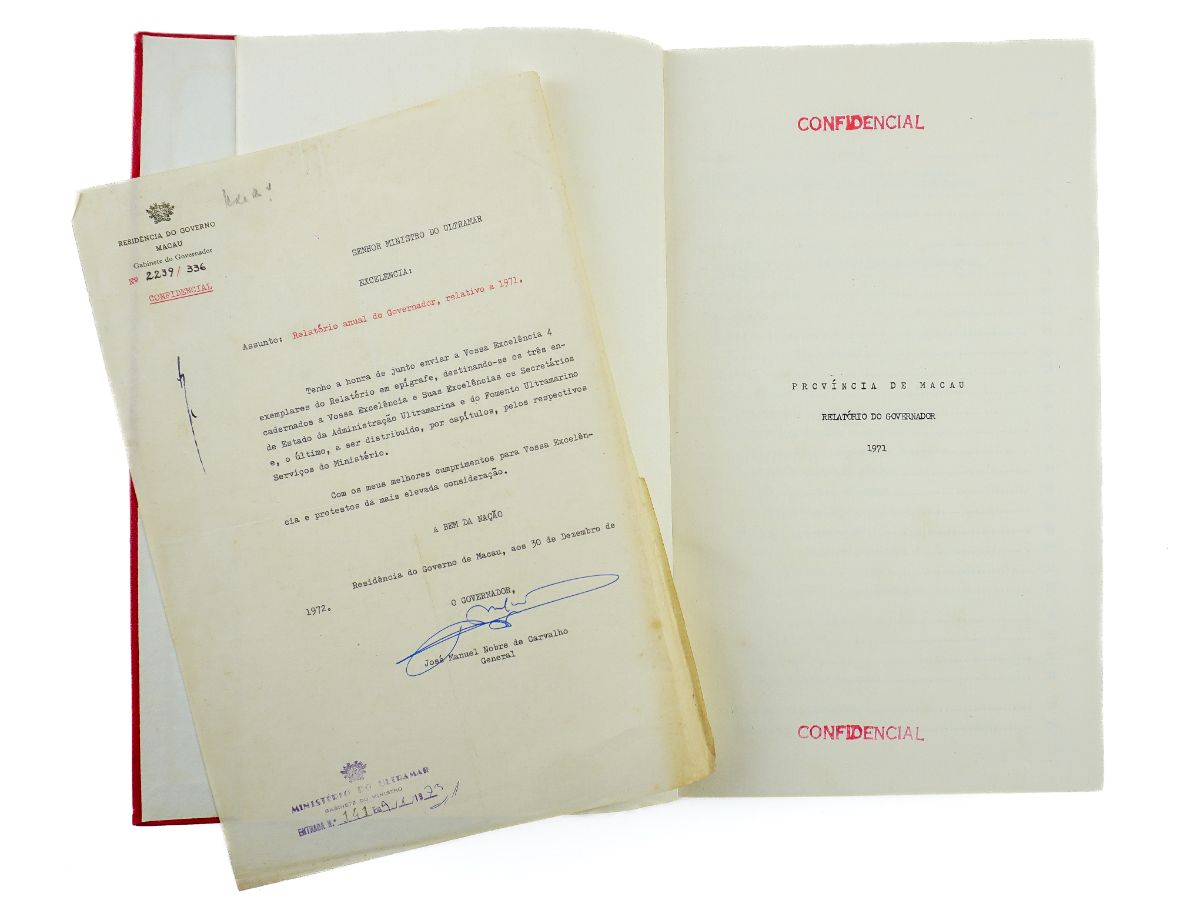 RESIDÊNCIA DO GOVERNO
MACAU
Gabinete do Governador
Nº 2239/336
CONFIDENCIAL
SENHOR MINISTRO DO ULTRAMAR
EXCELENCIA:
Assunto: Relatório anual do Governador, relativo a 1971.
Tenho a honra de junto enviar a Vossa Excelência 4
exemplares do Relatório em epígrafe, destinando-se os três en-
cadernados a Vossa Excelência e Suas Excelências os Secretários
de Estado da Administração Ultramarina e do Fomento Ultramarino
e, o último, a ser distribuído, por capítulos, pelos respectivos
Serviços do Ministério.
Com os meus melhores cumprimentos para Vossa Excelên-
cia e protestos da mais elevada consideração.
A BEM DA NAÇÃO
Residência do Governo de Macau, aos 30 de Dezembro de
1972.
O GOVERNADOR,
José Manuel Nobre de Carvalho
General
MINISTÉRIO DO ULTRAMAR
GABINETE DO MINISTRO
ENTRADA N.º 141
CONFIDENCIAL
PROVÍNCIA DE MACAU
RELATÓRIO DO GOVERNADOR
1971
CONFIDENCIAL